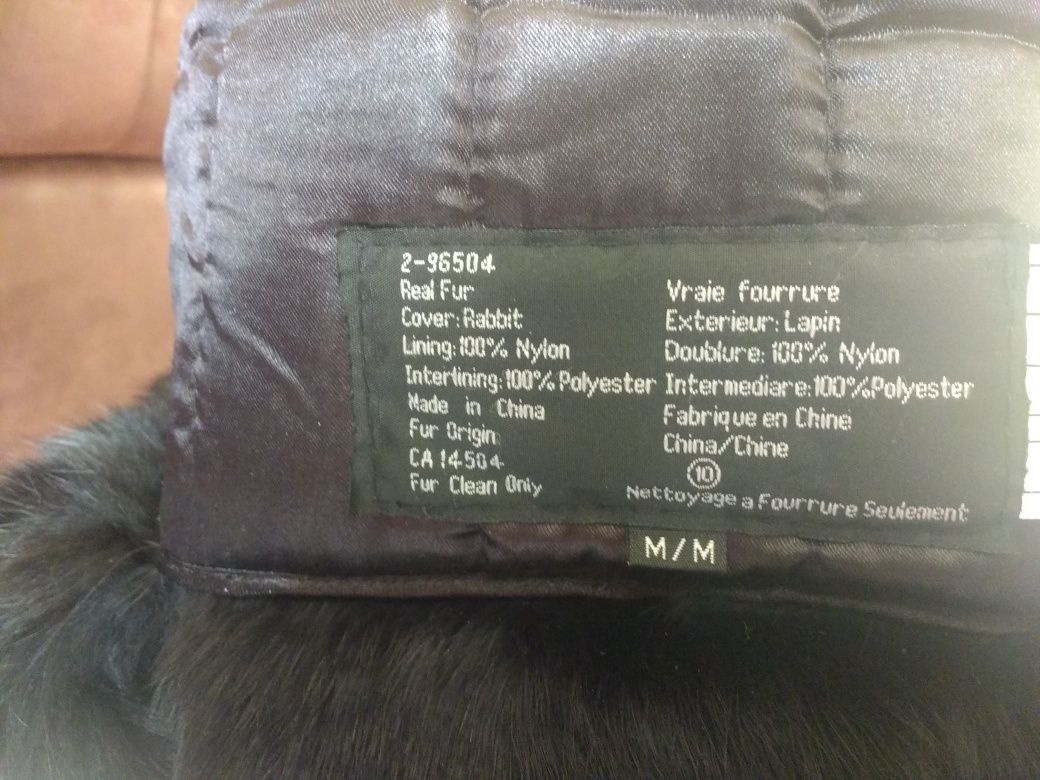 2-96504
Real Fur
Cover: Rabbit
Lining: 100% Nylon
Interlining: 100% Polyester
Made in China
Fur Origin:
CA 14504
Fur Clean Only
Vraie fourrure
Exterieur: Lapin
Doublure: 100% Nylon
Intermediare: 100% Polyester
Fabrique en Chine
China/Chine
10
Nettoyage a Fourrure Seulement
M/M